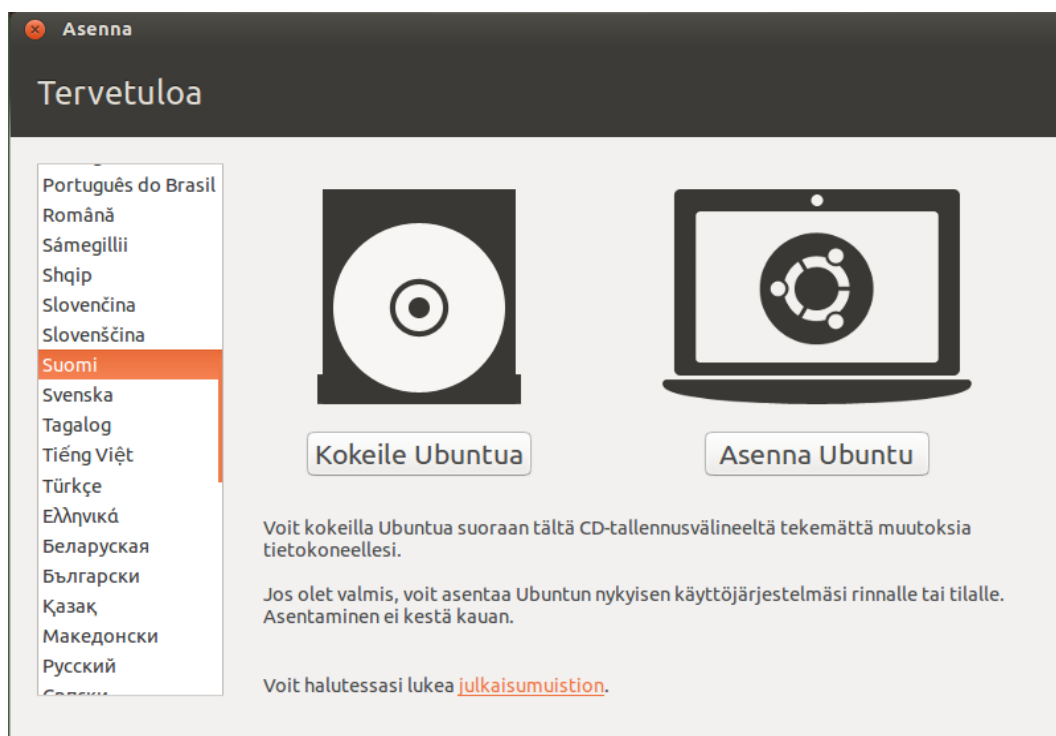 Asenna
Tervetuloa
Português do Brasil
Română
Sámegillii
Shqip
Slovenčina
Slovenščina
Suomi
Svenska
Tagalog
Tiếng Việt
Türkçe
Ελληνικά
Беларуская
Български
Қазақ
Македонски
Русский
Kokeile Ubuntua
Asenna Ubuntu
Voit kokeilla Ubuntua suoraan tältä CD-tallennusvälineeltä tekemättä muutoksia
tietokoneellesi.
Jos olet valmis, voit asentaa Ubuntun nykyisen käyttöjärjestelmäsi rinnalle tai tilalle.
Asentaminen ei kestä kauan.
Voit halutessasi lukea julkaisumuistion.